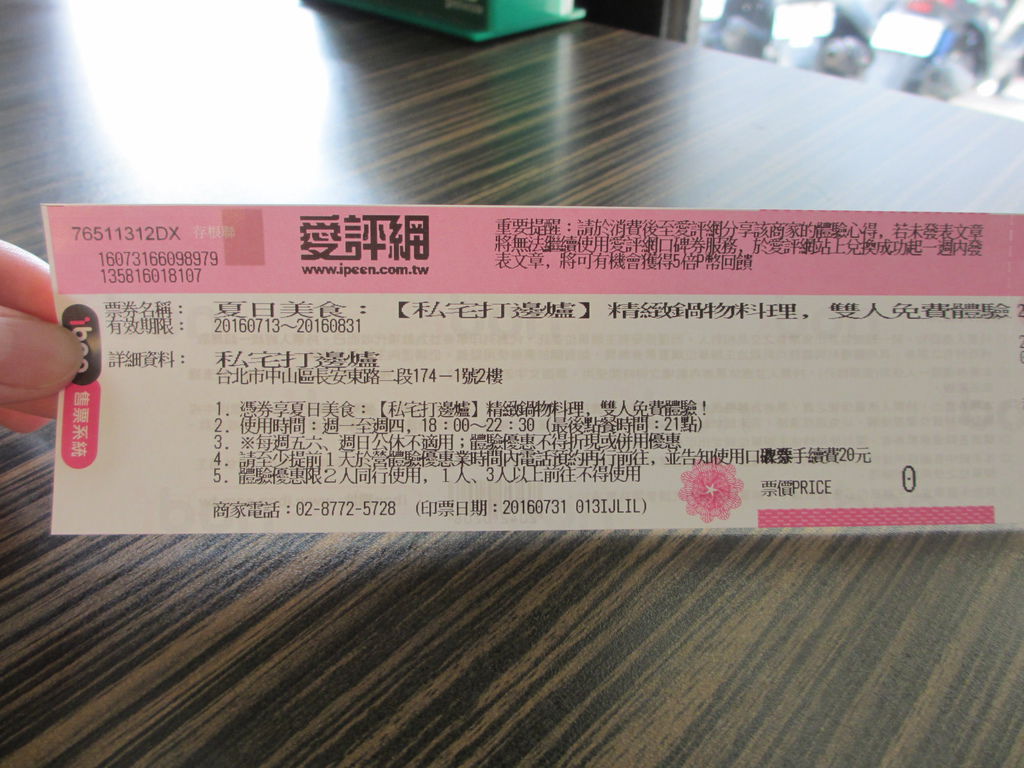 76511312DX 存根聯
16073166098979
135816018107
愛評網
www.ipeen.com.tw
重要提醒：請於消費後至愛評網分享該商家的體驗心得，若未發表文章
將無法繼續使用愛評網口碑券服務，於愛評網站上兌換成功起一週內發
表文章，將可有機會獲得5倍P幣回饋
ibon
售票系統
票券名稱： 夏日美食：【私宅打邊爐】精緻鍋物料理，雙人免費體驗
有效期限： 20160713～20160831
詳細資料： 私宅打邊爐
台北市中山區長安東路二段174－1號2樓
1. 憑券享夏日美食：【私宅打邊爐】精緻鍋物料理，雙人免費體驗！
2. 使用時間：週一至週四，18：00～22：30（最後點餐時間：21點）
3. ※每週五六、週日公休不適用；體驗優惠不得折現或併用優惠
4. 請至少提前1天於營體驗優惠業時間內電話預約再行前往，並告知使用口
5. 體驗優惠限2人同行使用，1人、3人以上前往不得使用
手續費20元
票價PRICE 0
商家電話：02-8772-5728 （印票日期：20160731 013IJLIL）